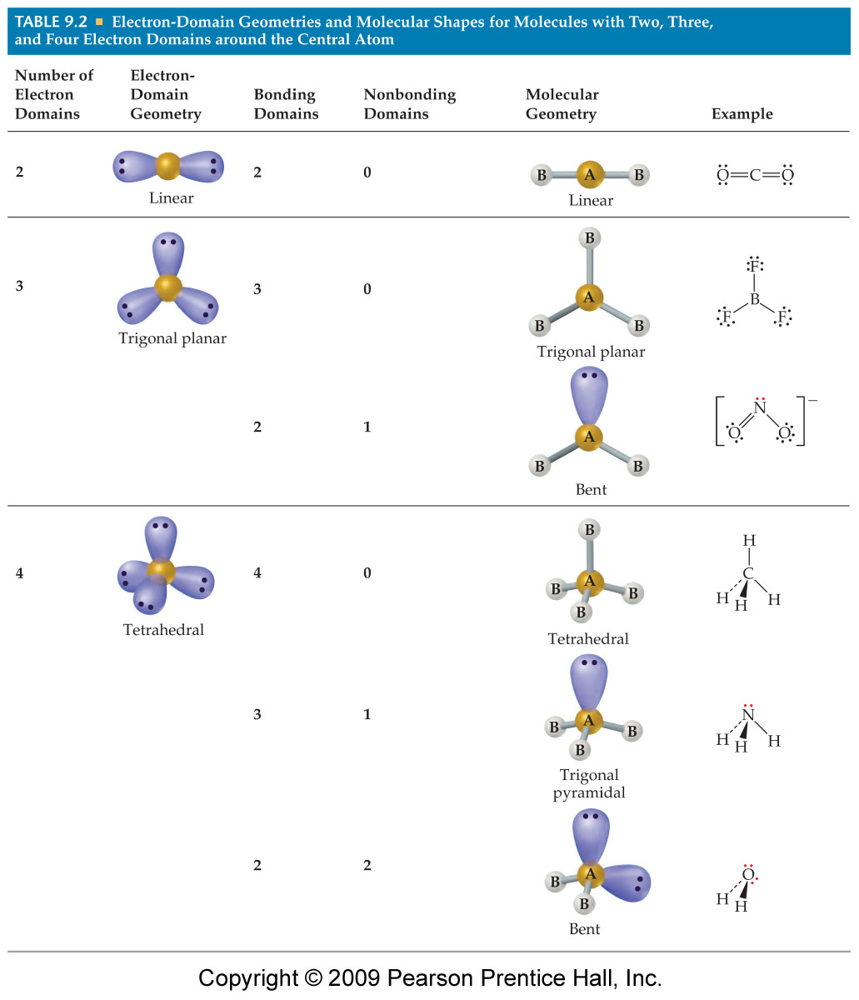 TABLE 9.2 ■ Electron-Domain Geometries and Molecular Shapes for Molecules with Two, Three,
and Four Electron Domains around the Central Atom
Number of Electron Domains
Electron-Domain Geometry
Bonding Domains
Nonbonding Domains
Molecular Geometry
Example
2
2
0
B A B
O=C=O
Linear
Linear
B
F
3
3
0
A
B
B B
F F
Trigonal planar
Trigonal planar
2
1
A
B B
[N
O O]−
Bent
B
H
4
4
0
A
C
B B
B
H H H
Tetrahedral
Tetrahedral
3
1
A
N
B B
B
H H H
Trigonal
pyramidal
2
2
A
O
B
B
H H
Bent
Copyright © 2009 Pearson Prentice Hall, Inc.